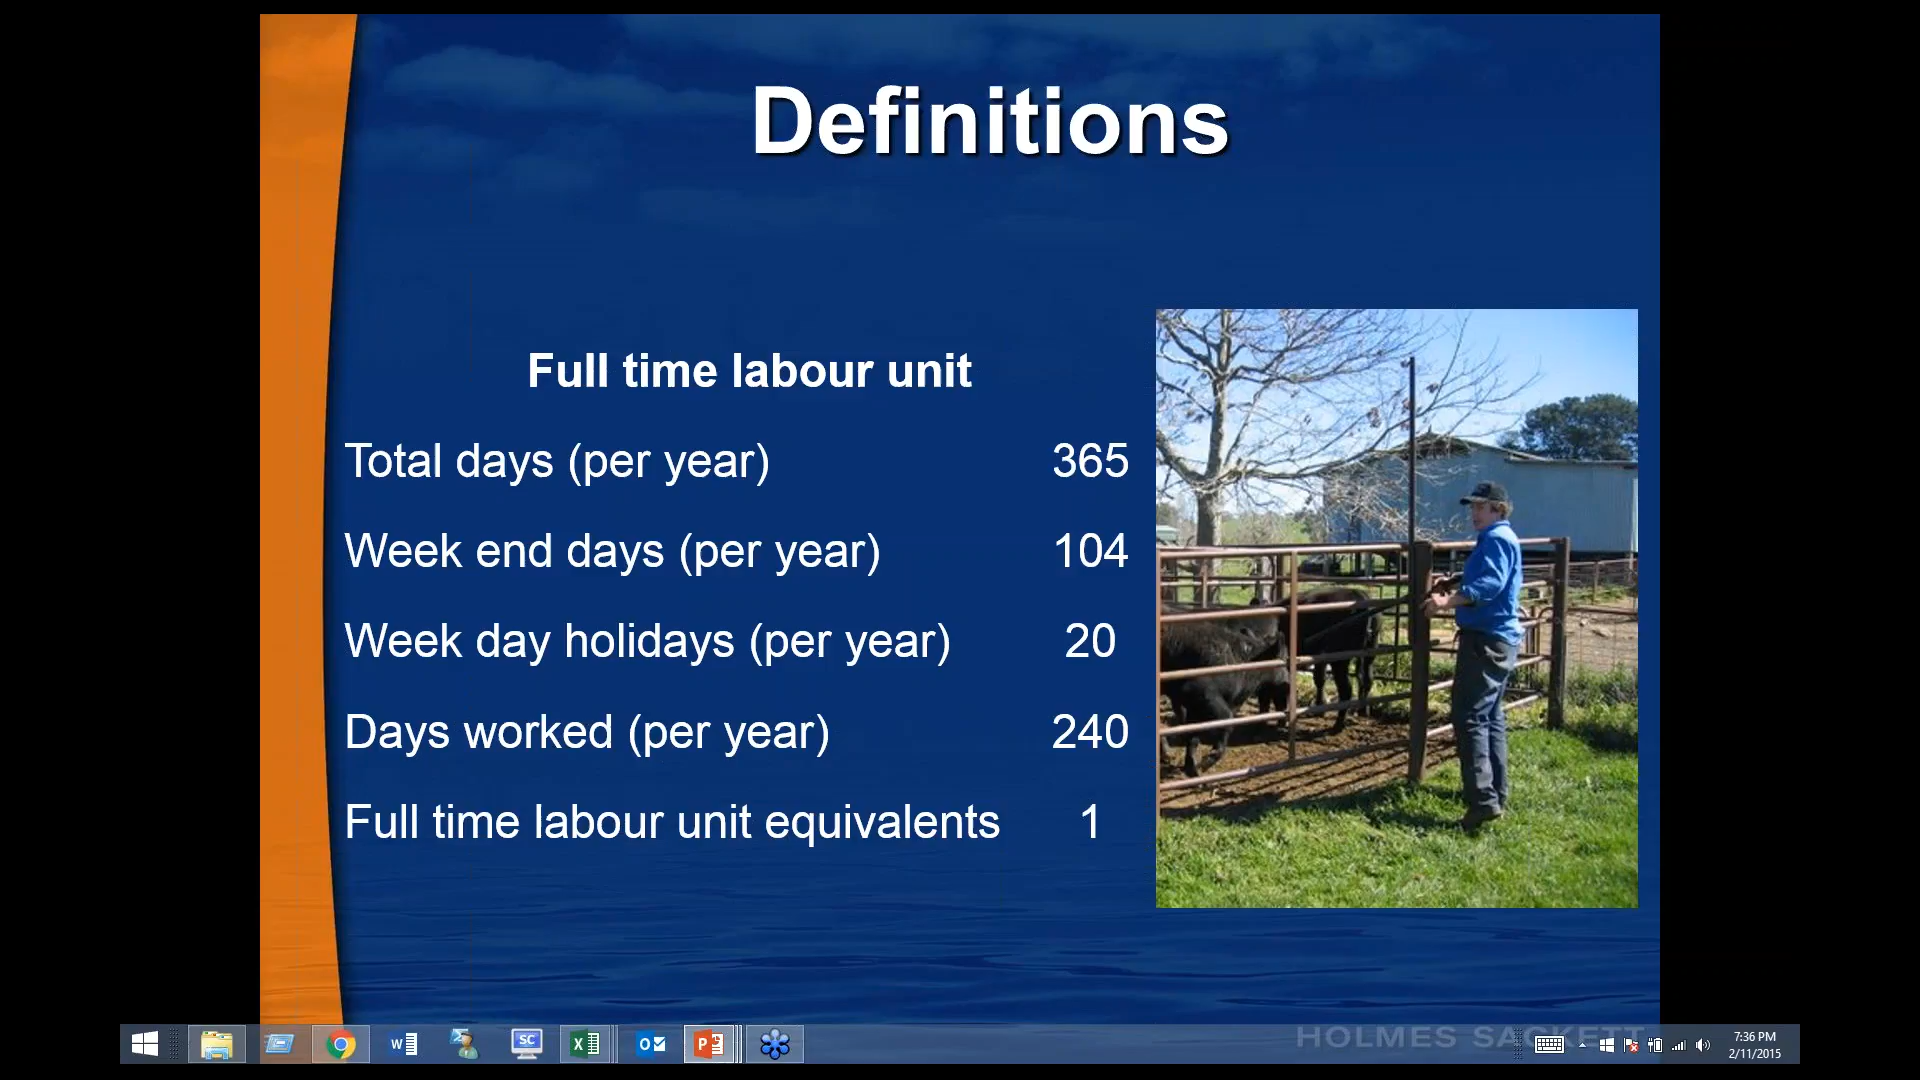 Definitions
Full time labour unit
Total days (per year) 365
Week end days (per year) 104
Week day holidays (per year) 20
Days worked (per year) 240
Full time labour unit equivalents 1
HOLMES SACKETT
SC
7:36 PM
2/11/2015